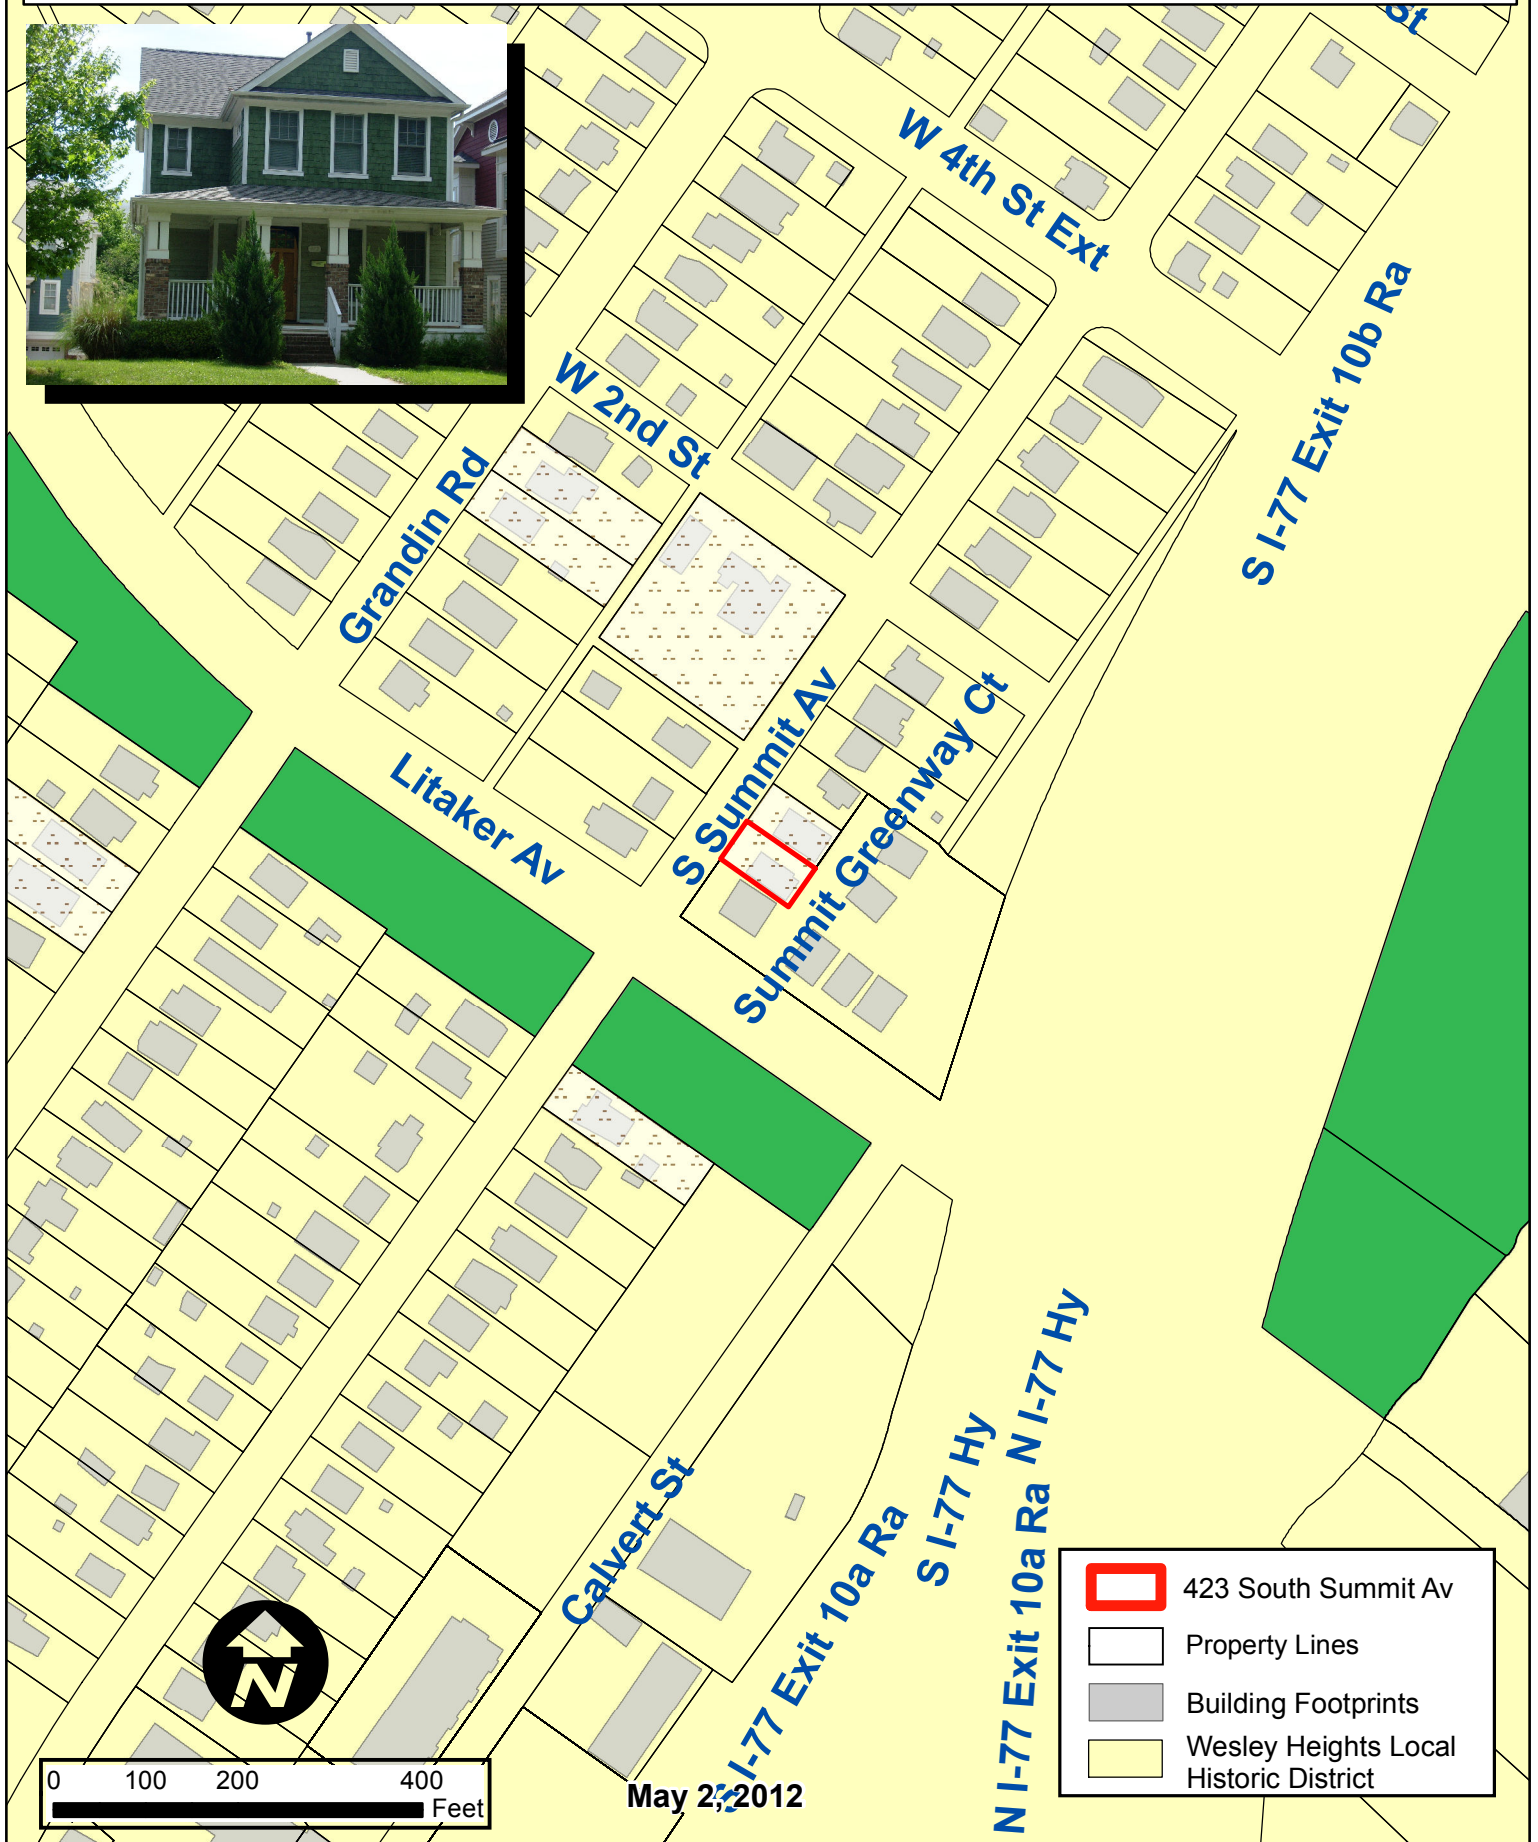 St
W 4th St Ext
S I-77 Exit 10b Ra
W 2nd St
Grandin Rd
S Summit Av
Summit Greenway Ct
Litaker Av
N I-77 Hy
S I-77 Hy
Calvert St
S I-77 Exit 10a Ra
N I-77 Exit 10a Ra
N
423 South Summit Av
Property Lines
Building Footprints
Wesley Heights Local
Historic District
0 100 200 400
Feet
May 2, 2012